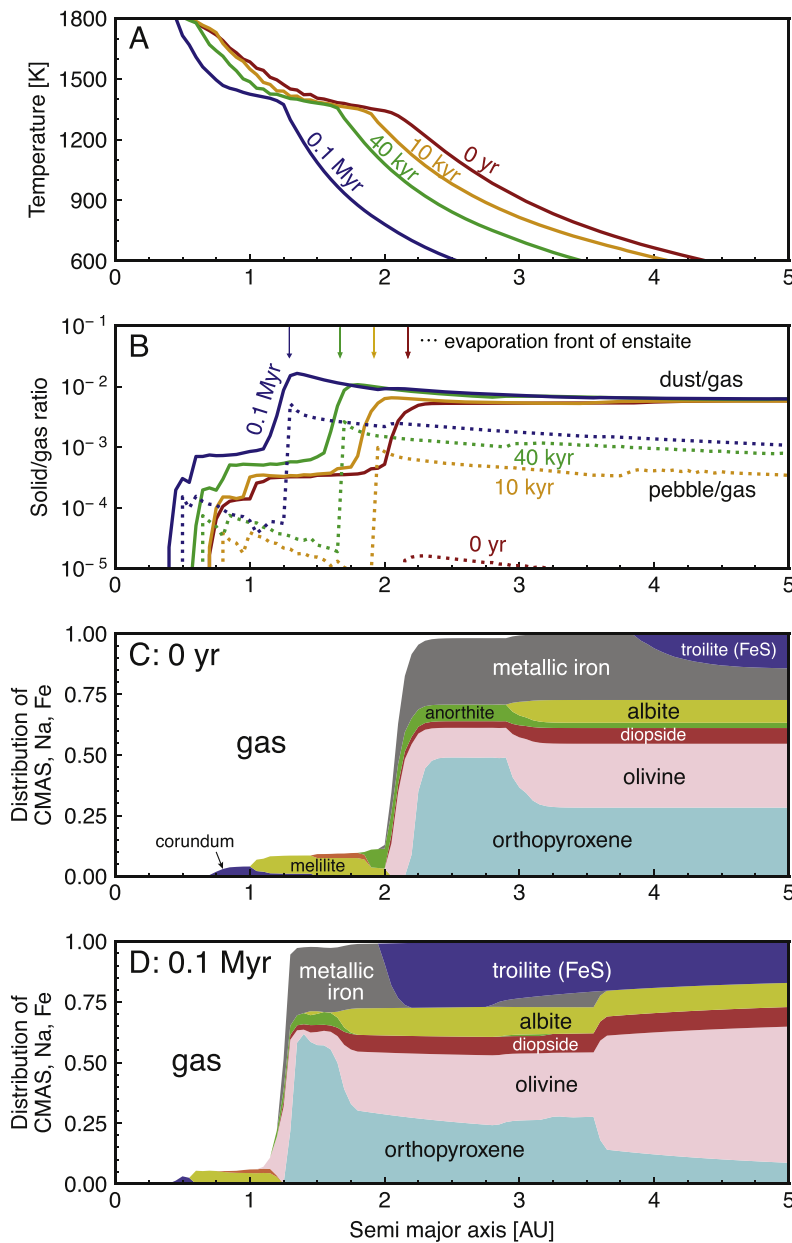 A
Temperature [K]
1800
1500
1200
900
600
0.1 Myr
40 kyr
10 kyr
0 yr
0
1
2
3
4
5
B
Solid/gas ratio
10−1
10−2
10−3
10−4
10−5
··· evaporation front of enstaite
dust/gas
0.1 Myr
40 kyr
10 kyr
pebble/gas
0 yr
0
1
2
3
4
5
C: 0 yr
Distribution of
CMAS, Na, Fe
1.00
0.75
0.50
0.25
0.00
troilite (FeS)
metallic iron
anorthite
albite
diopside
gas
olivine
corundum
melilite
orthopyroxene
0
1
2
3
4
5
D: 0.1 Myr
Distribution of
CMAS, Na, Fe
1.00
0.75
0.50
0.25
0.00
metallic
iron
troilite (FeS)
albite
gas
diopside
olivine
orthopyroxene
0
1
2
3
4
5
Semi major axis [AU]